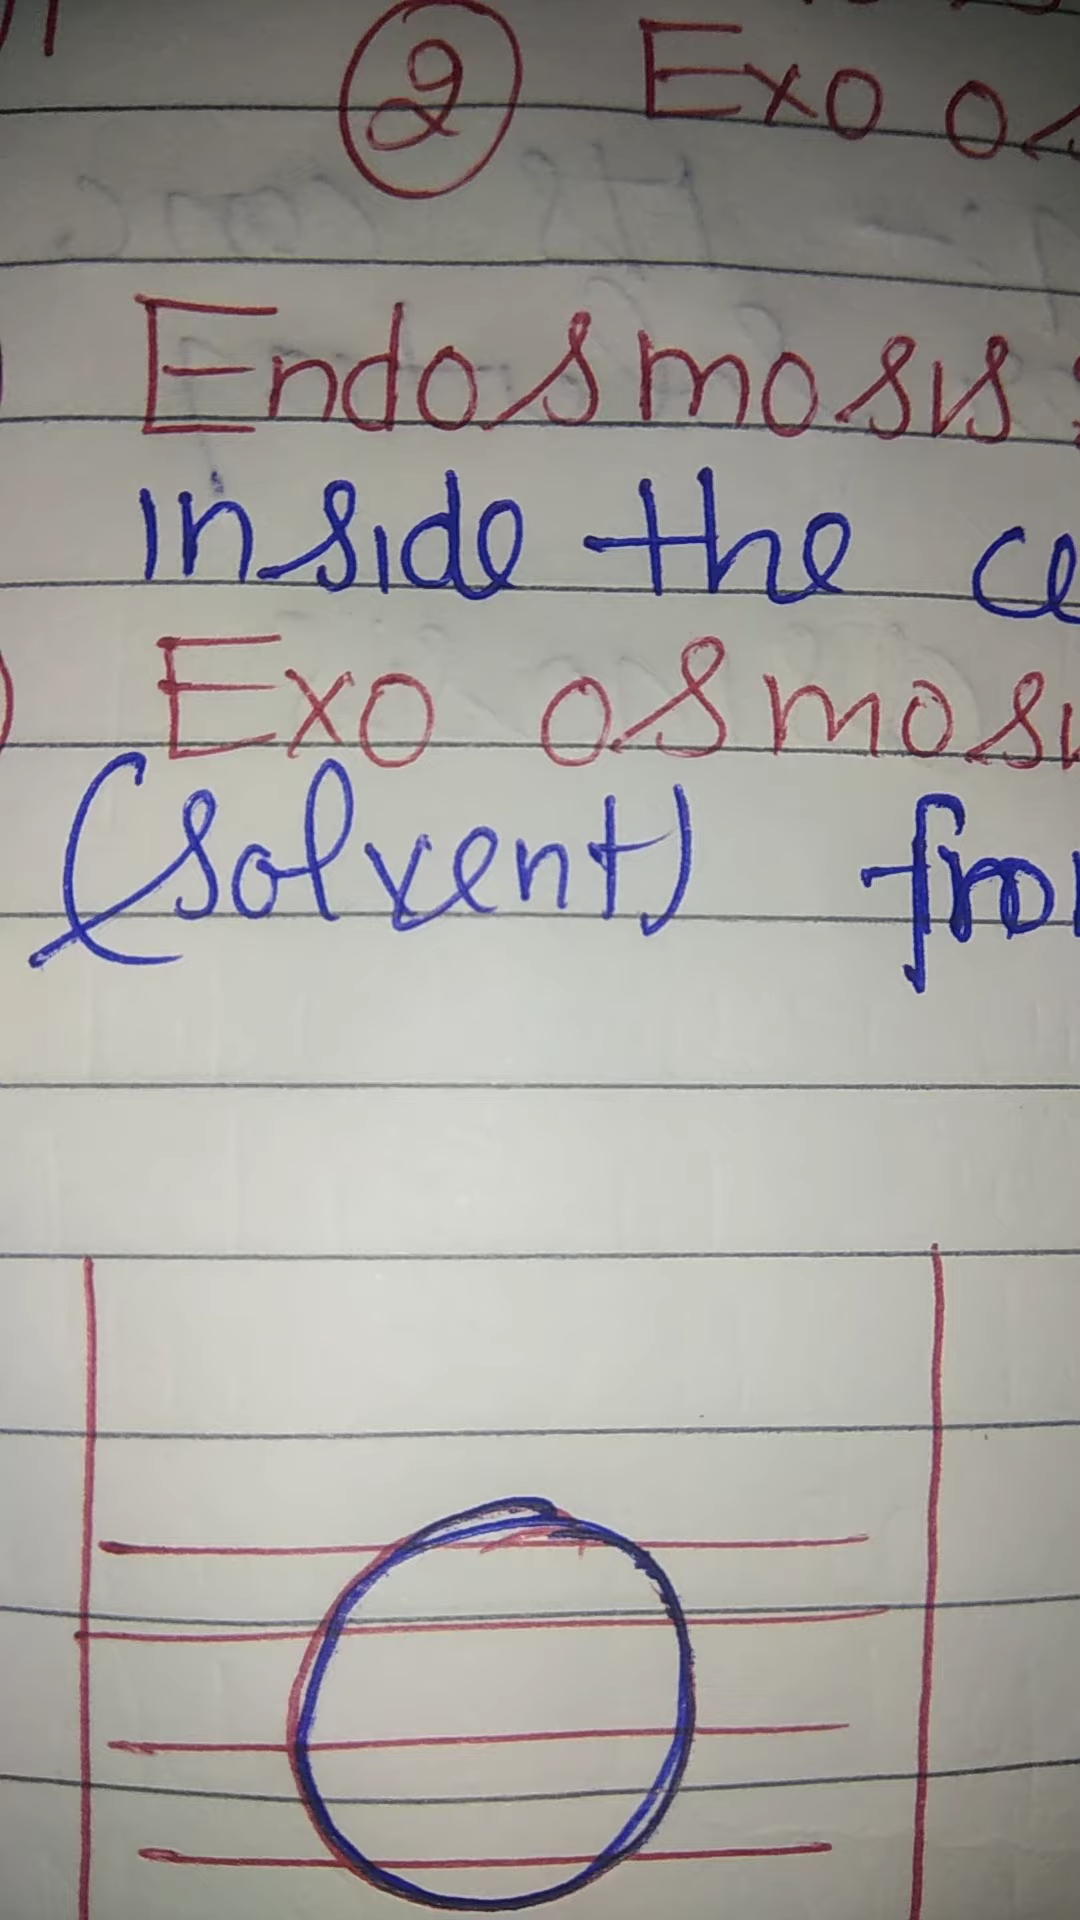 ② Exo
Endosmosis :
inside the
Exo osmosis
(solvent)